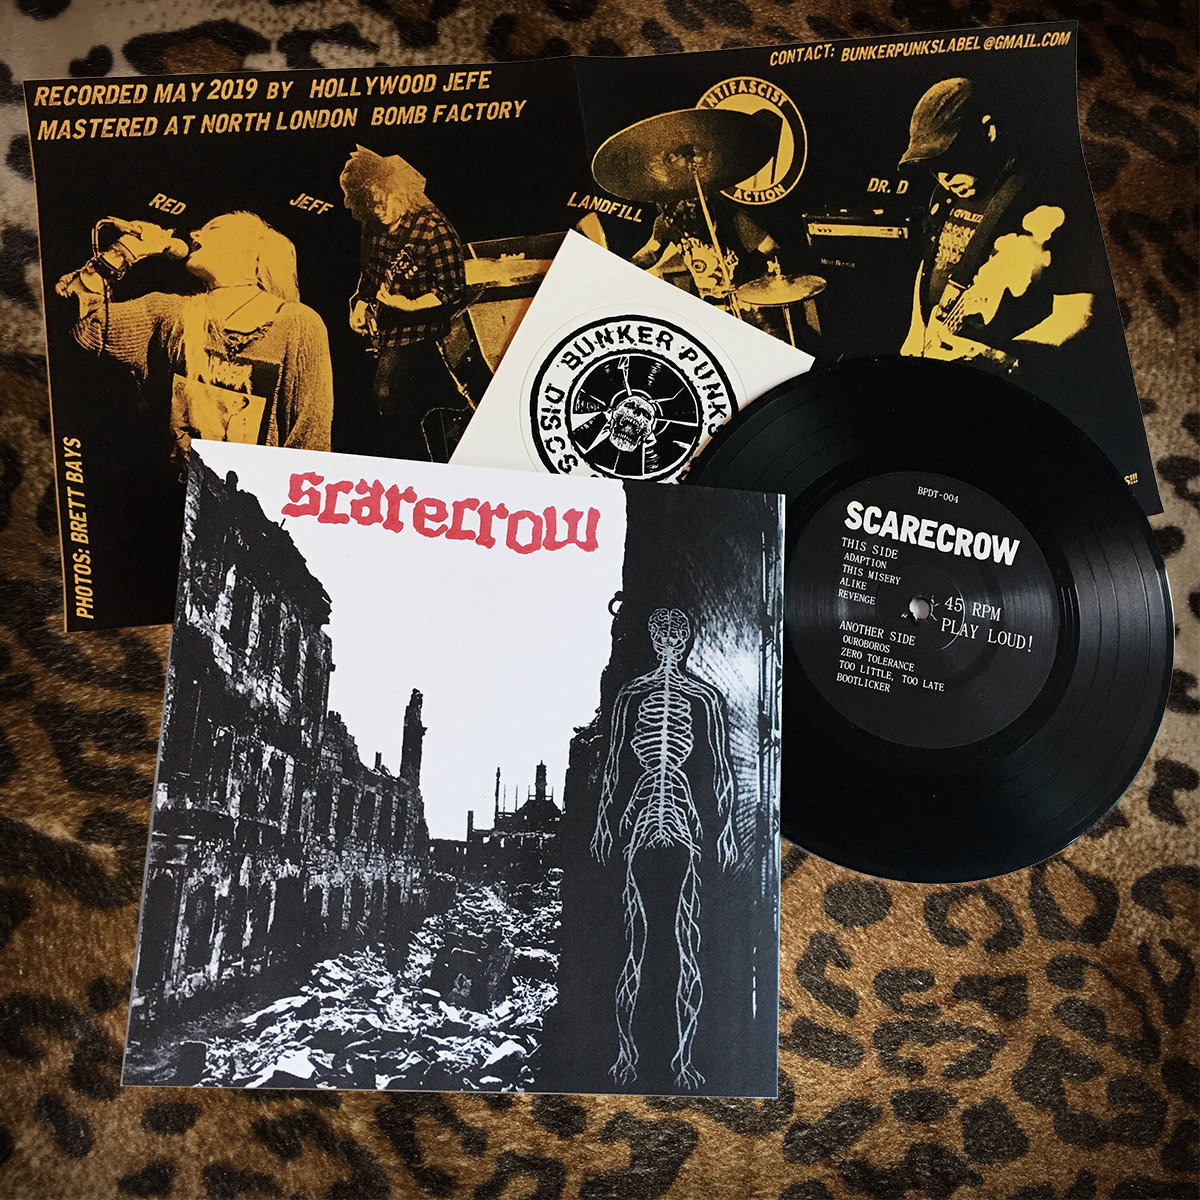 RECORDED MAY 2019 BY HOLLYWOOD JEFE
MASTERED AT NORTH LONDON BOMB FACTORY
CONTACT: BUNKERPUNKSLABEL@GMAIL.COM
RED
JEFF
LANDFILL
NTIFASCIST
ACTION
DR. D
PHOTOS: BRETT BAYS
BUNKER PUNKS
DISCS
scarecrow
BPDT-004
SCARECROW
THIS SIDE
ADAPTION
THIS MISERY
ALIKE
REVENGE
45 RPM
PLAY LOUD!
ANOTHER SIDE
OUROBOROS
ZERO TOLERANCE
TOO LITTLE, TOO LATE
BOOTLICKER